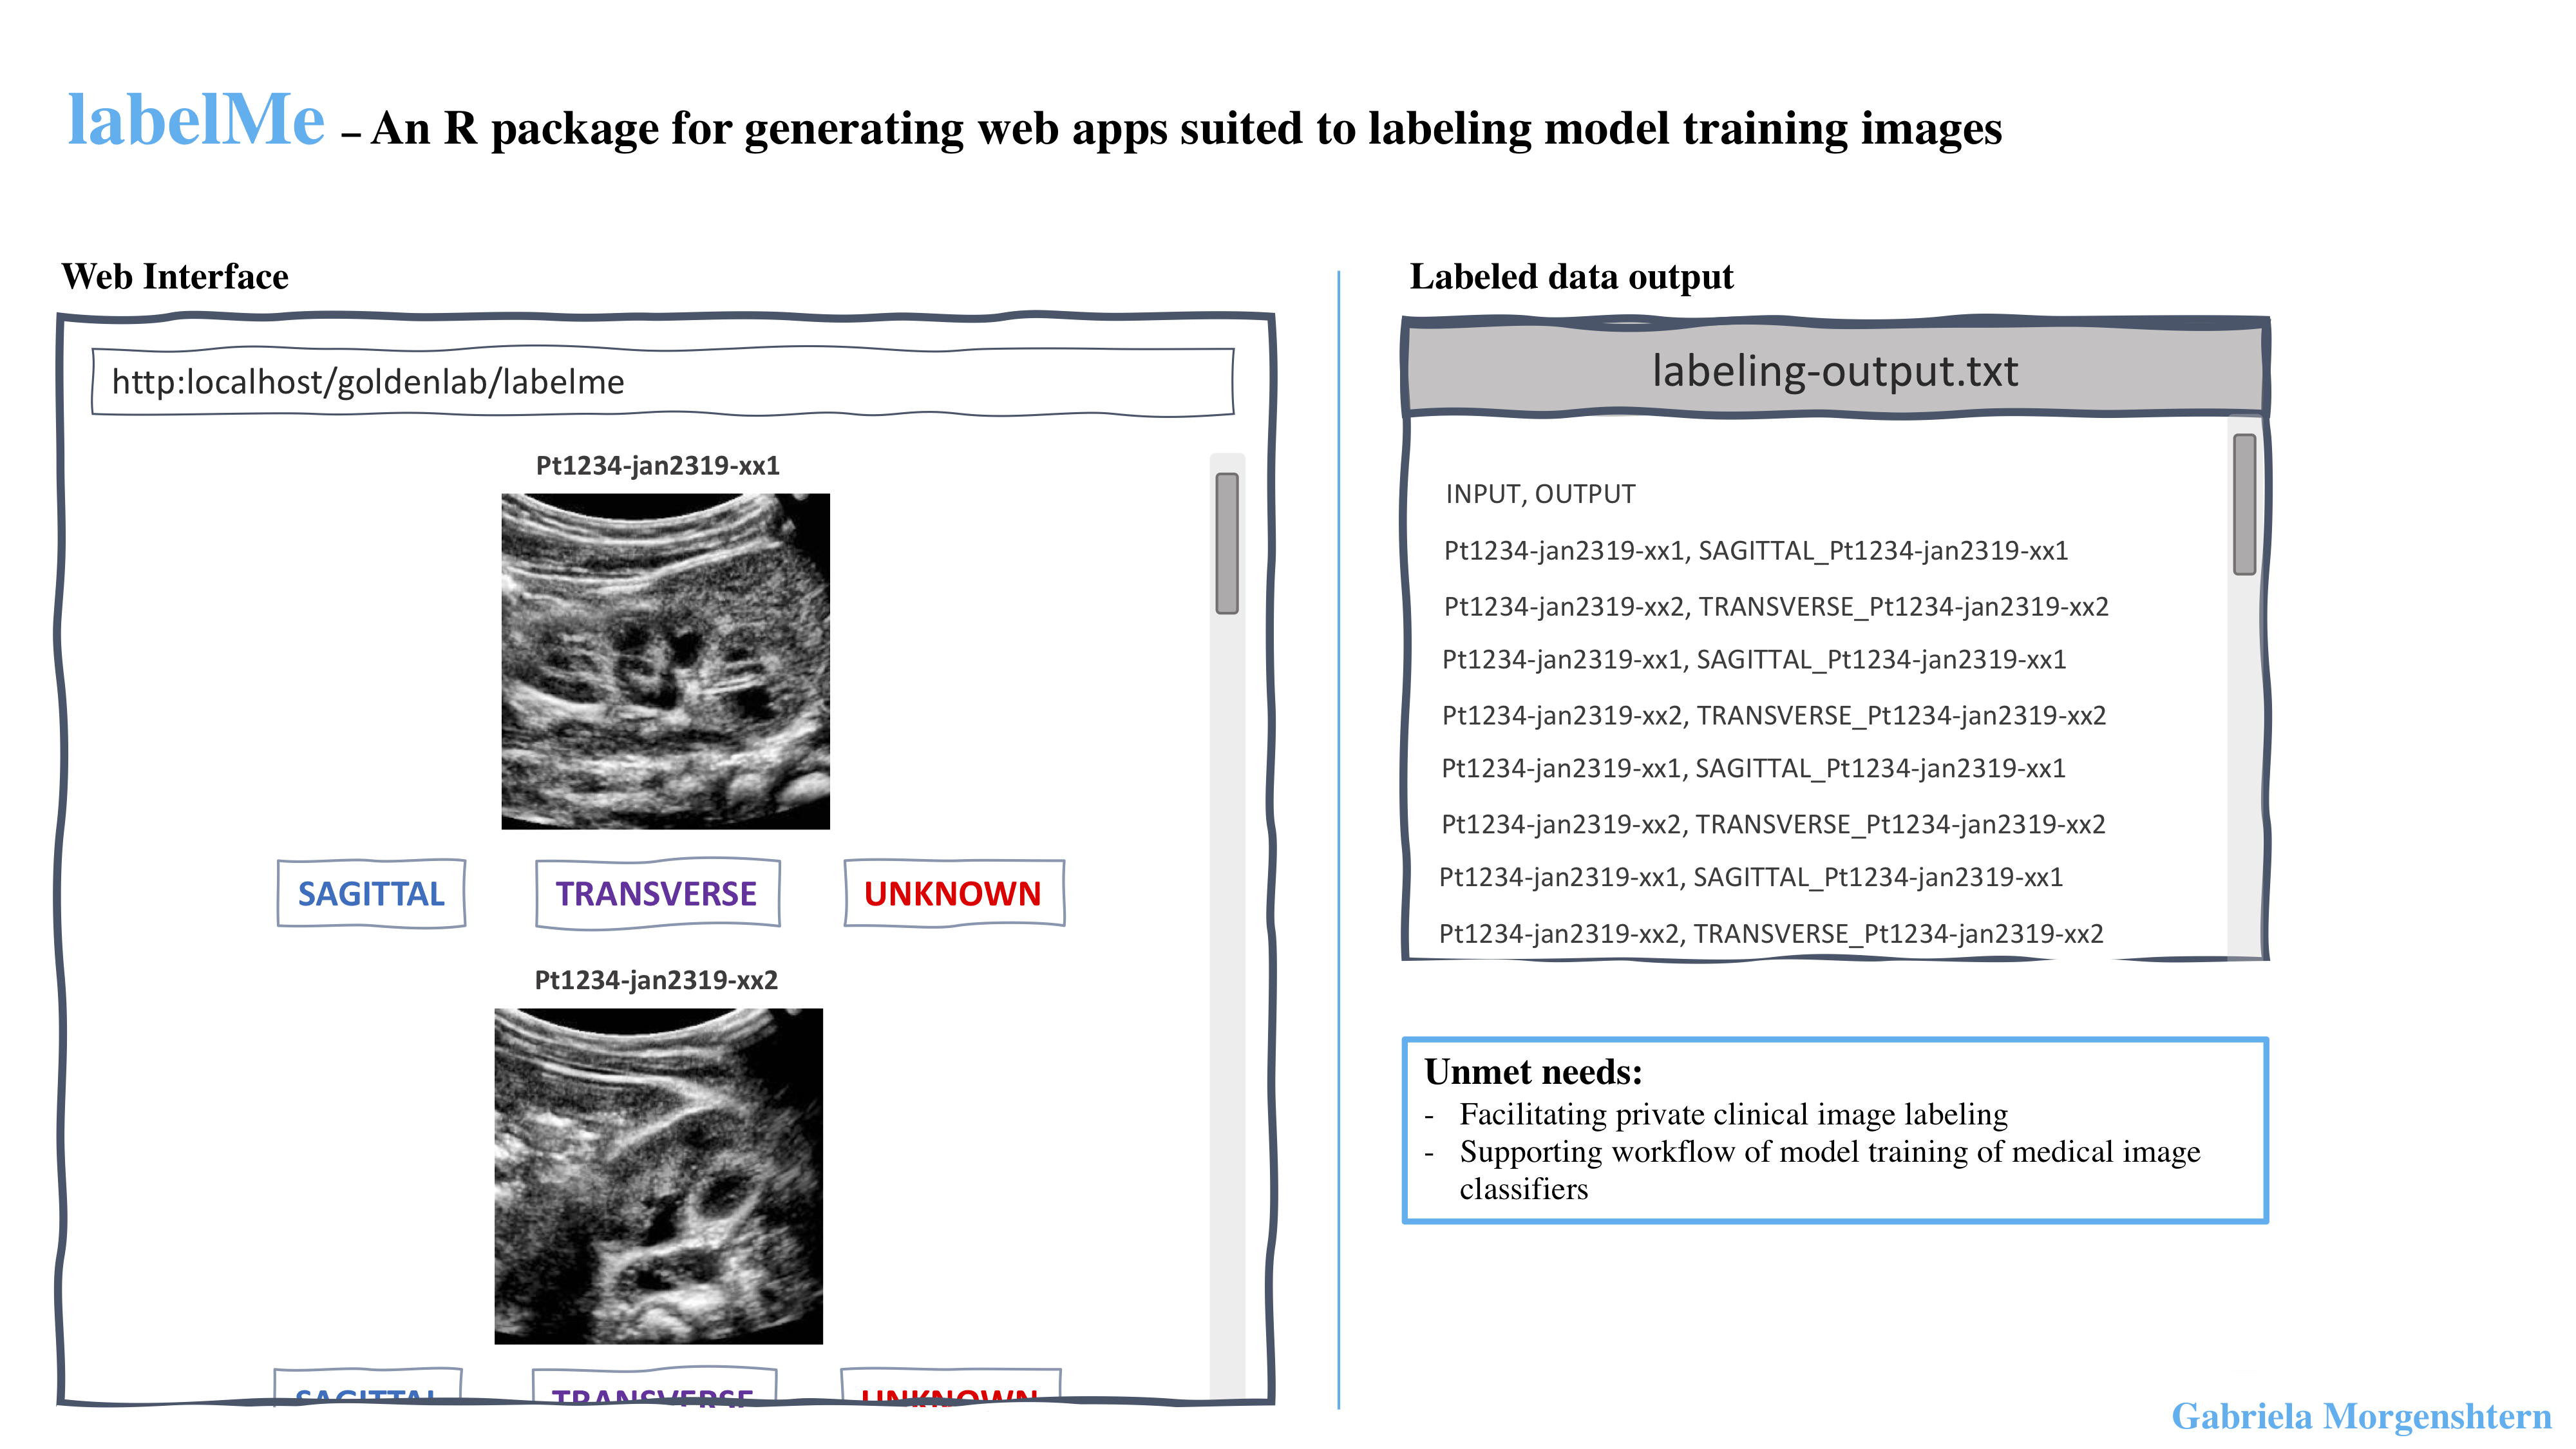 labelMe – An R package for generating web apps suited to labeling model training images
Web Interface
http:localhost/goldenlab/labelme
Pt1234-jan2319-xx1
SAGITTAL TRANSVERSE UNKNOWN
Pt1234-jan2319-xx2
SAGITTAL TRANSVERSE UNKNOWN
Labeled data output
labeling-output.txt
INPUT, OUTPUT
Pt1234-jan2319-xx1, SAGITTAL_Pt1234-jan2319-xx1
Pt1234-jan2319-xx2, TRANSVERSE_Pt1234-jan2319-xx2
Pt1234-jan2319-xx1, SAGITTAL_Pt1234-jan2319-xx1
Pt1234-jan2319-xx2, TRANSVERSE_Pt1234-jan2319-xx2
Pt1234-jan2319-xx1, SAGITTAL_Pt1234-jan2319-xx1
Pt1234-jan2319-xx2, TRANSVERSE_Pt1234-jan2319-xx2
Pt1234-jan2319-xx1, SAGITTAL_Pt1234-jan2319-xx1
Pt1234-jan2319-xx2, TRANSVERSE_Pt1234-jan2319-xx2
Unmet needs:
- Facilitating private clinical image labeling
- Supporting workflow of model training of medical image
classifiers
Gabriela Morgenshtern